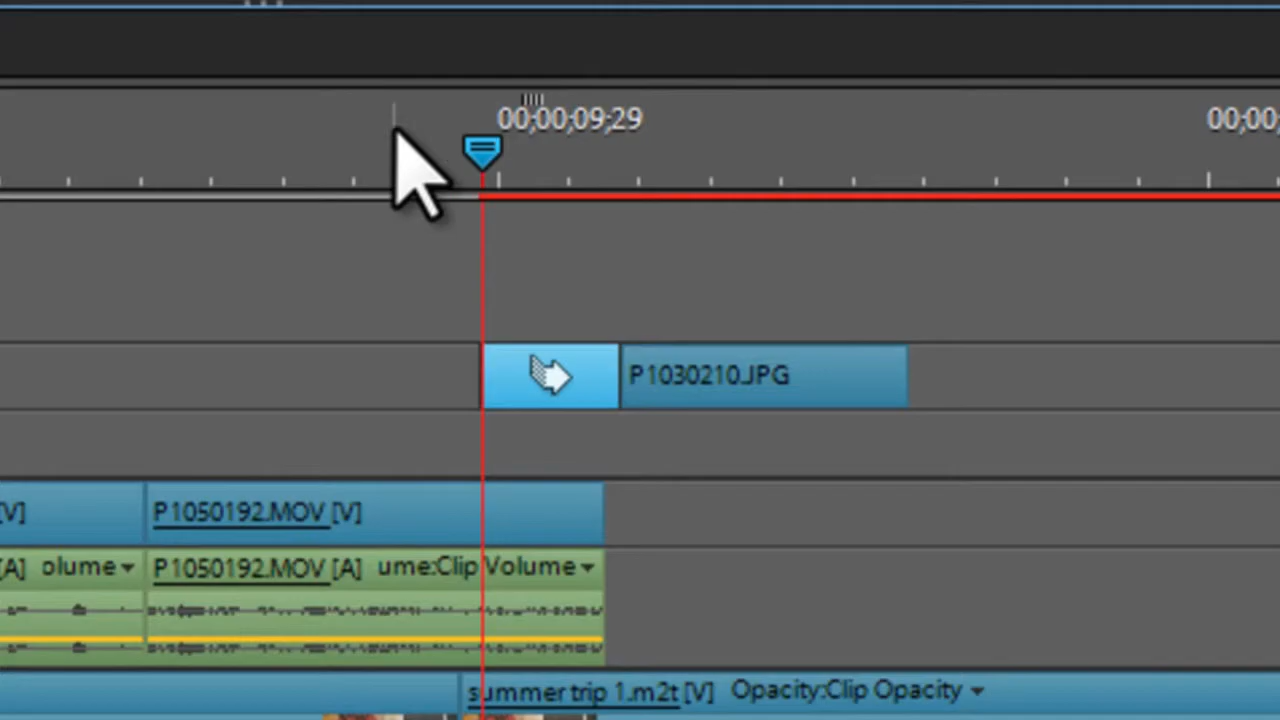 00;00;09;29 00;00
P1030210.JPG
[V] P1050192.MOV [V]
[A] olume P1050192.MOV [A] ume:Clip Volume
summer trip 1.m2t [V] Opacity:Clip Opacity